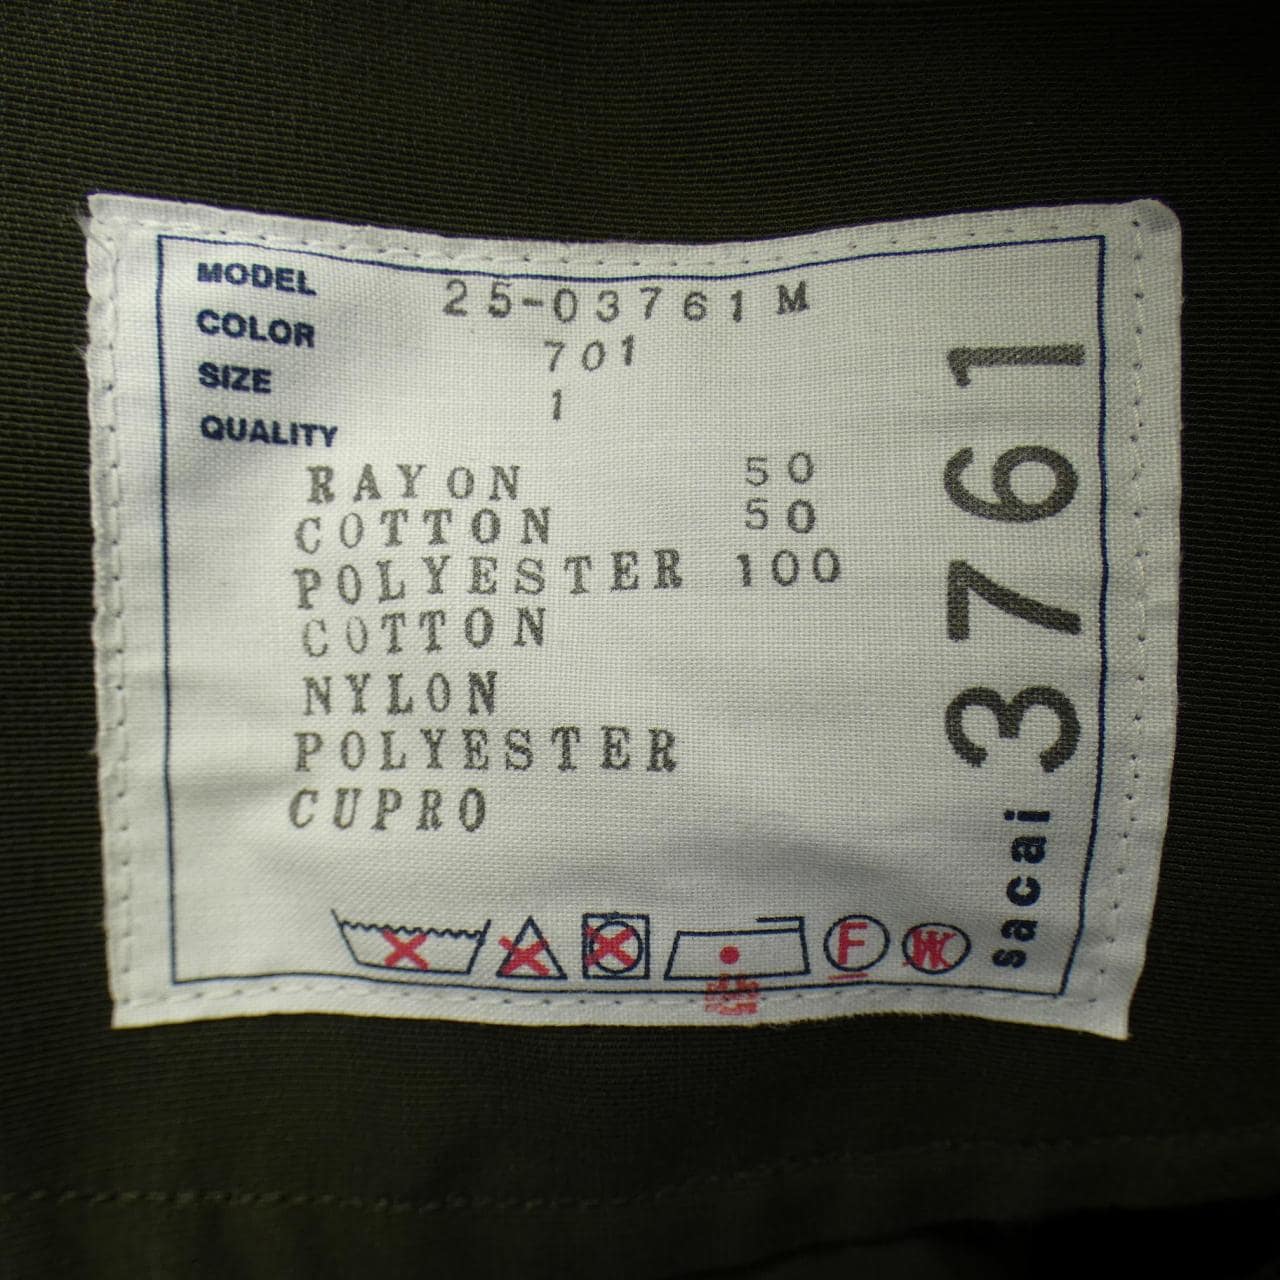 MODEL 25-03761M
COLOR 701
SIZE 1
QUALITY
RAYON 50
COTTON 50
POLYESTER 100
COTTON
NYLON
POLYESTER
CUPRO
F
W
sacai 3761